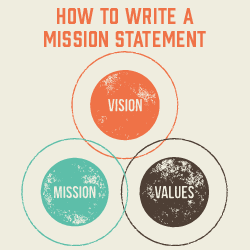 HOW TO WRITE A
MISSION STATEMENT
VISION
MISSION
VALUES